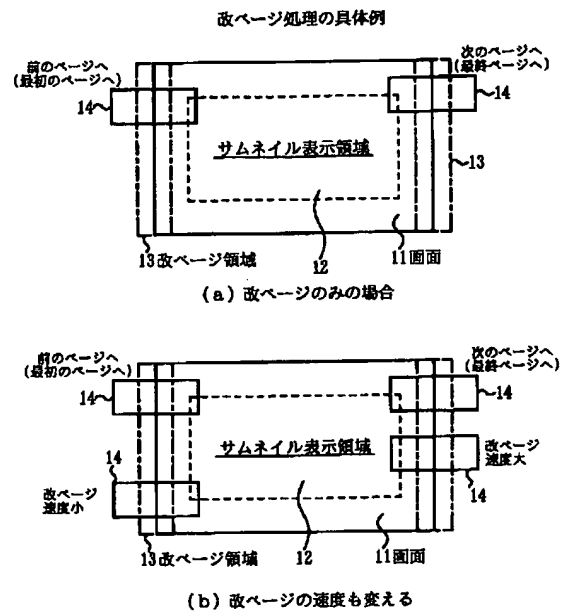 改ページ処理の具体例
前のページへ
(最初のページへ)
次のページへ
(最終ページへ)
14
14
サムネイル表示領域
13
13改ページ領域
12
11画面
(a)改ページのみの場合
前のページへ
(最初のページへ)
次のページへ
(最終ページへ)
14
14
サムネイル表示領域
14
改ページ
速度大
改ページ
速度小
14
13改ページ領域
12
11画面
(b)改ページの速度も変える